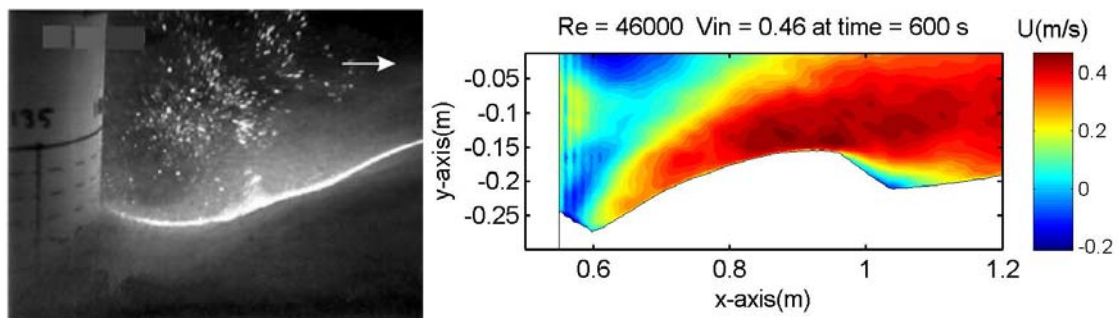 135
Re = 46000 Vin = 0.46 at time = 600 s
U(m/s)
0.4
0.2
0
-0.2
y-axis(m)
-0.05
-0.1
-0.15
-0.2
-0.25
0.6 0.8 1 1.2
x-axis(m)